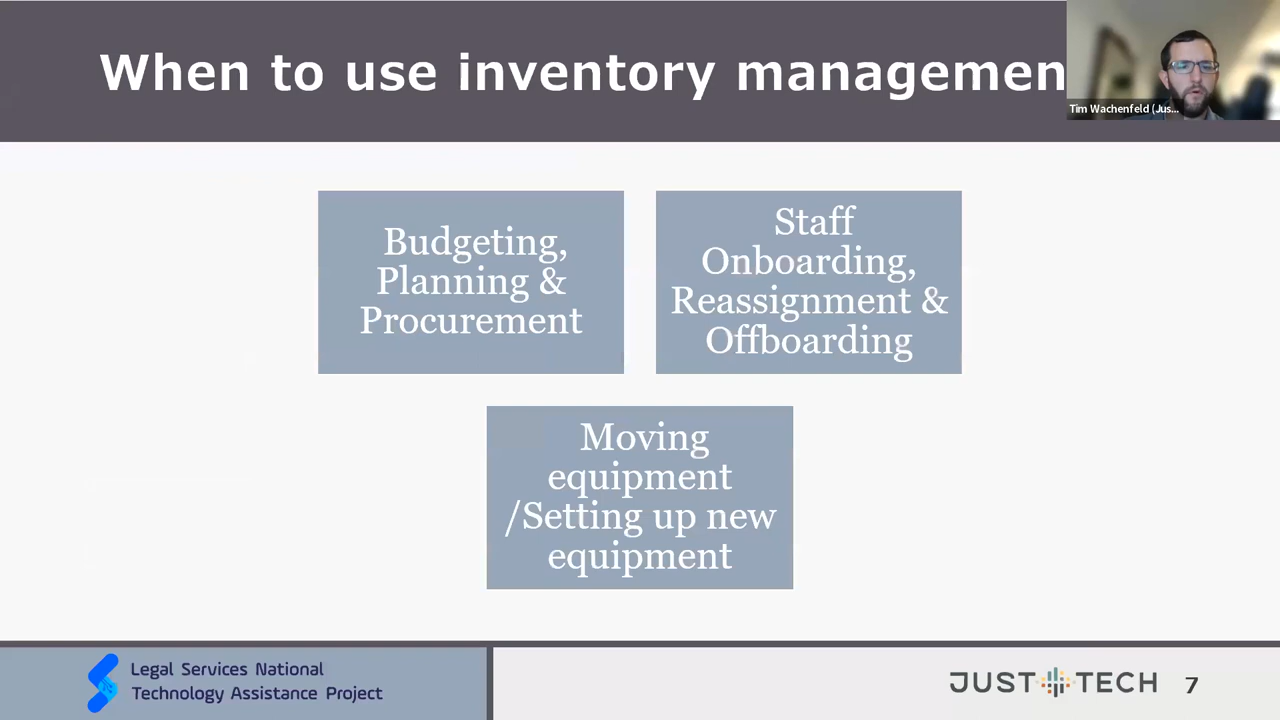 When to use inventory managemen
Tim Wachenfeld (Jus...
Budgeting,
Planning &
Procurement
Staff
Onboarding,
Reassignment &
Offboarding
Moving
equipment
/Setting up new
equipment
Legal Services National
Technology Assistance Project
JUST TECH
7